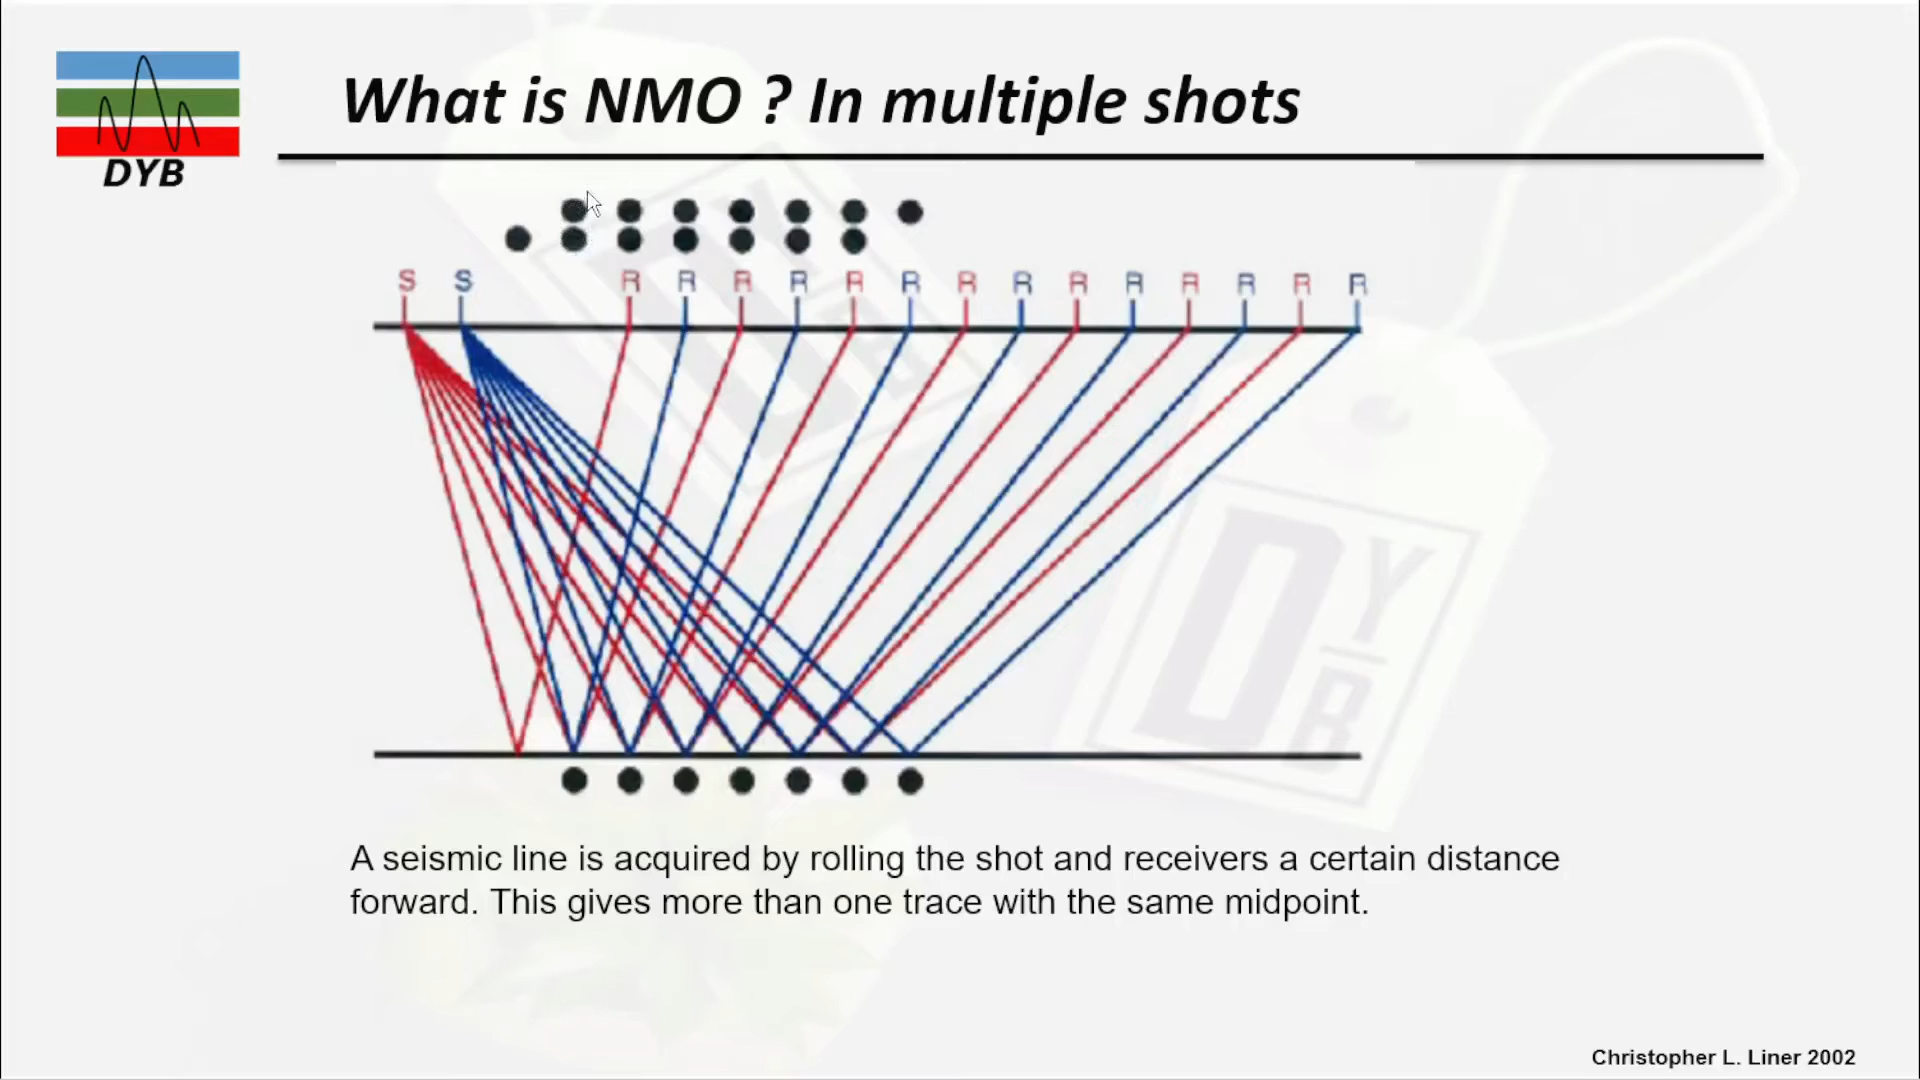 What is NMO ? In multiple shots
DYB
S S R R R R R R R R R R R R R R
A seismic line is acquired by rolling the shot and receivers a certain distance
forward. This gives more than one trace with the same midpoint.
DYB
Christopher L. Liner 2002